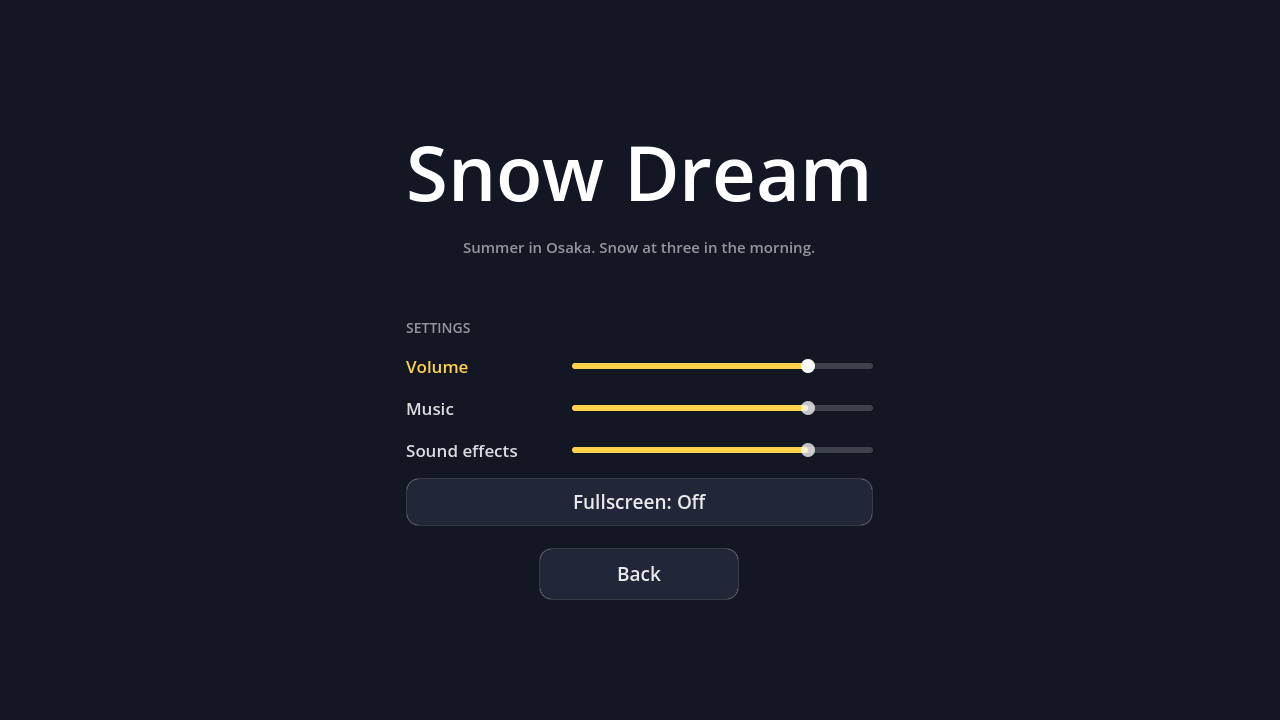 Snow Dream
Summer in Osaka. Snow at three in the morning.
SETTINGS
Volume
Music
Sound effects
Fullscreen: Off
Back